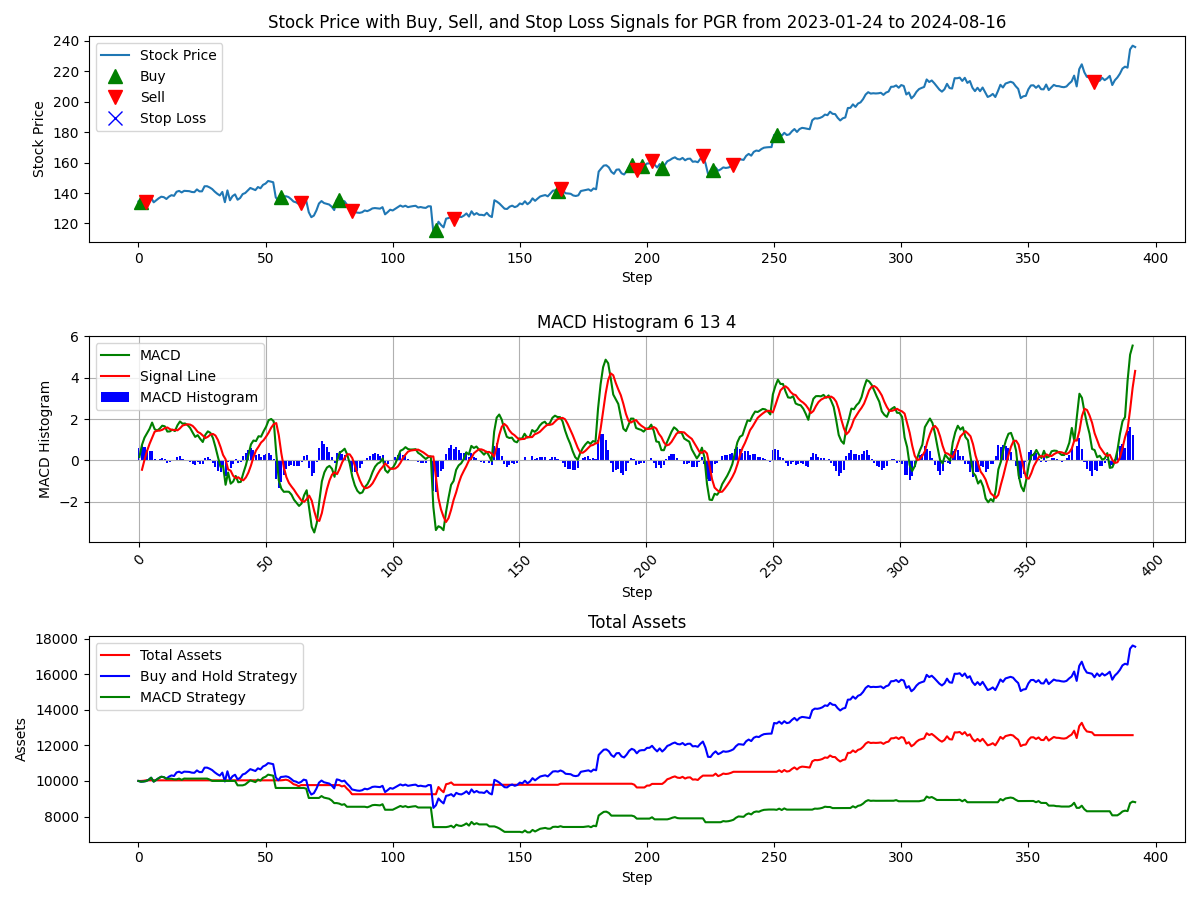 Stock Price with Buy, Sell, and Stop Loss Signals for PGR from 2023-01-24 to 2024-08-16
Stock Price
240
220
200
180
160
140
120
Stock Price
Buy
Sell
Stop Loss
0 50 100 150 200 250 300 350 400
Step
MACD Histogram 6 13 4
MACD Histogram
6
4
2
0
−2
MACD
Signal Line
MACD Histogram
0 50 100 150 200 250 300 350 400
Step
Total Assets
Assets
18000
16000
14000
12000
10000
8000
Total Assets
Buy and Hold Strategy
MACD Strategy
0 50 100 150 200 250 300 350 400
Step